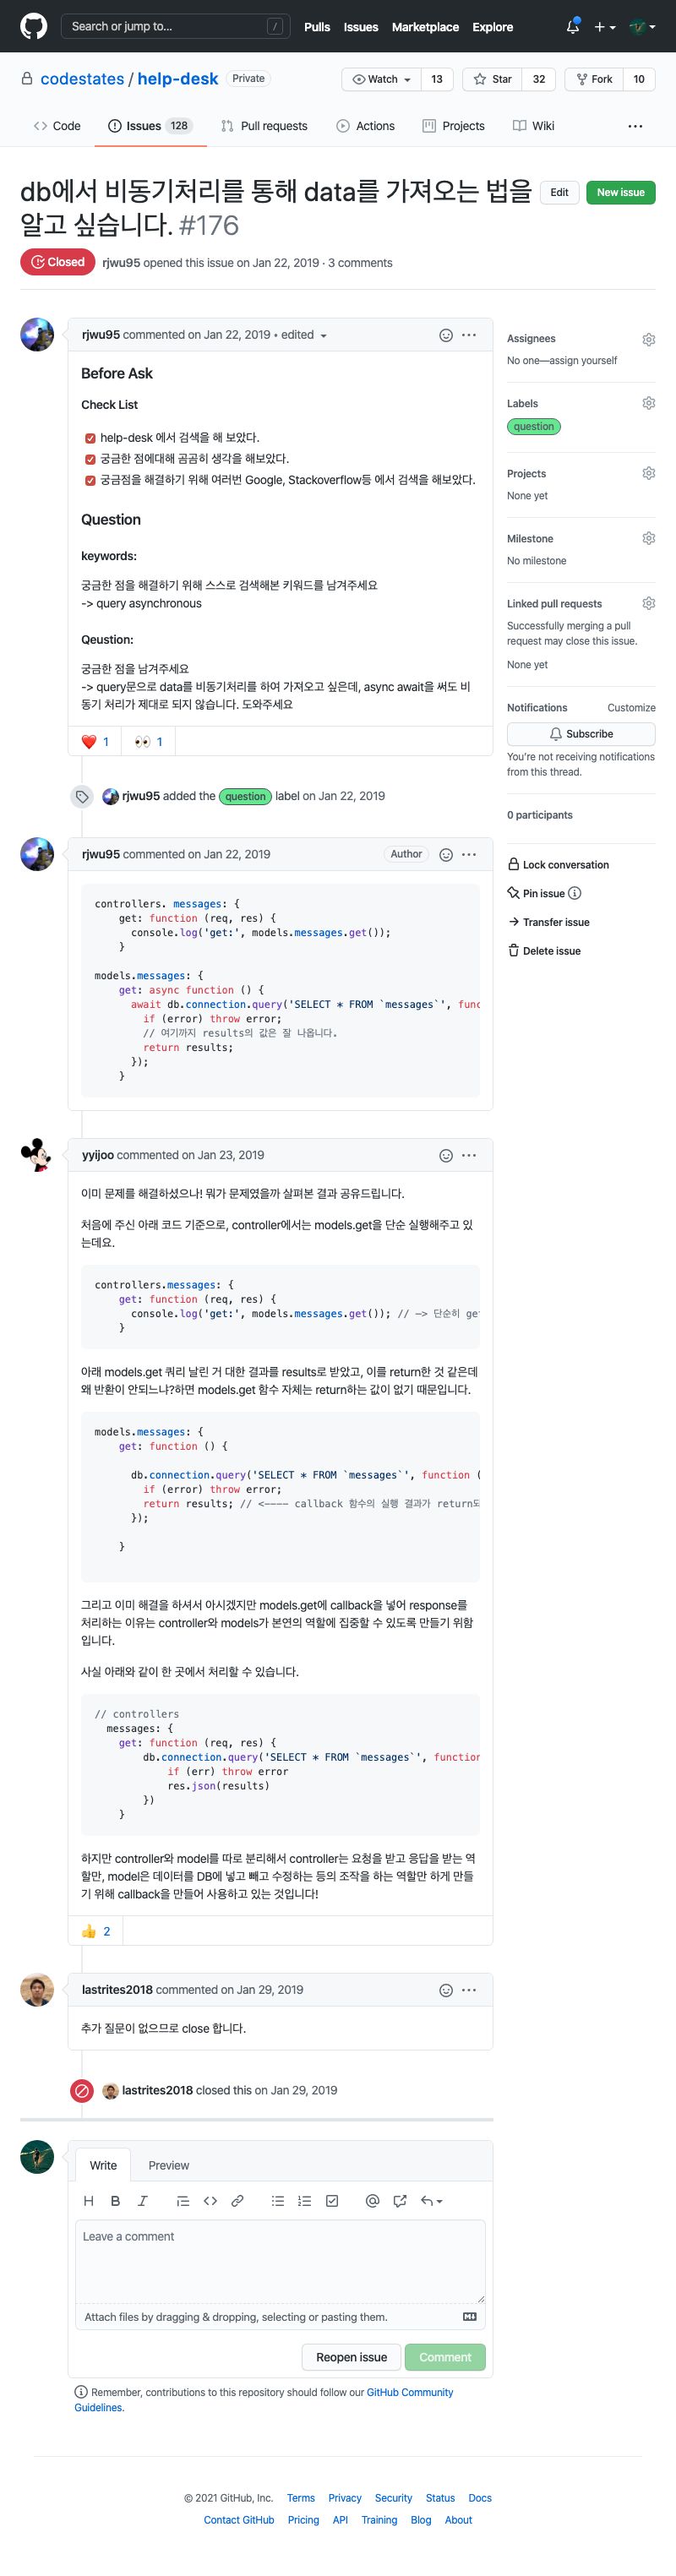 Search or jump to... /
Pulls Issues Marketplace Explore
codestates / help-desk Private
Watch 13 Star 32 Fork 10
Code Issues 128 Pull requests Actions Projects Wiki
db에서 비동기처리를 통해 data를 가져오는 법을
알고 싶습니다. #176
Edit New issue
Closed rjwu95 opened this issue on Jan 22, 2019 · 3 comments
rjwu95 commented on Jan 22, 2019 • edited
Before Ask
Check List
help-desk 에서 검색을 해 보았다.
궁금한 점에대해 곰곰히 생각을 해보았다.
궁금점을 해결하기 위해 여러번 Google, Stackoverflow등 에서 검색을 해보았다.
Question
keywords:
궁금한 점을 해결하기 위해 스스로 검색해본 키워드를 남겨주세요
-> query asynchronous
Qeustion:
궁금한 점을 남겨주세요
-> query문으로 data를 비동기처리를 하여 가져오고 싶은데, async await을 써도 비
동기 처리가 제대로 되지 않습니다. 도와주세요
1 1
rjwu95 added the question label on Jan 22, 2019
rjwu95 commented on Jan 22, 2019 Author
controllers. messages: {
get: function (req, res) {
console.log('get:', models.messages.get());
}
models.messages: {
get: async function () {
await db.connection.query('SELECT * FROM `messages`', func
if (error) throw error;
// 여기까지 results의 값은 잘 나옵니다.
return results;
});
}
yyijoo commented on Jan 23, 2019
이미 문제를 해결하셨으나! 뭐가 문제였을까 살펴본 결과 공유드립니다.
처음에 주신 아래 코드 기준으로, controller에서는 models.get을 단순 실행해주고 있
는데요.
controllers.messages: {
get: function (req, res) {
console.log('get:', models.messages.get()); // —> 단순히 get
}
아래 models.get 쿼리 날린 거 대한 결과를 results로 받았고, 이를 return한 것 같은데
왜 반환이 안되느냐?하면 models.get 함수 자체는 return하는 값이 없기 때문입니다.
models.messages: {
get: function () {
db.connection.query('SELECT * FROM `messages`', function (
if (error) throw error;
return results; // <———— callback 함수의 실행 결과가 return되
});
}
그리고 이미 해결을 하셔서 아시겠지만 models.get에 callback을 넣어 response를
처리하는 이유는 controller와 models가 본연의 역할에 집중할 수 있도록 만들기 위함
입니다.
사실 아래와 같이 한 곳에서 처리할 수 있습니다.
// controllers
messages: {
get: function (req, res) {
db.connection.query('SELECT * FROM `messages`', function
if (err) throw error
res.json(results)
})
}
하지만 controller와 model를 따로 분리해서 controller는 요청을 받고 응답을 받는 역
할만, model은 데이터를 DB에 넣고 빼고 수정하는 등의 조작을 하는 역할만 하게 만들
기 위해 callback을 만들어 사용하고 있는 것입니다!
2
lastrites2018 commented on Jan 29, 2019
추가 질문이 없으므로 close 합니다.
lastrites2018 closed this on Jan 29, 2019
Write Preview
H B I
Leave a comment
Attach files by dragging & dropping, selecting or pasting them.
Reopen issue Comment
Remember, contributions to this repository should follow our GitHub Community
Guidelines.
Assignees
No one—assign yourself
Labels
question
Projects
None yet
Milestone
No milestone
Linked pull requests
Successfully merging a pull
request may close this issue.
None yet
Notifications Customize
Subscribe
You're not receiving notifications
from this thread.
0 participants
Lock conversation
Pin issue
Transfer issue
Delete issue
© 2021 GitHub, Inc. Terms Privacy Security Status Docs
Contact GitHub Pricing API Training Blog About